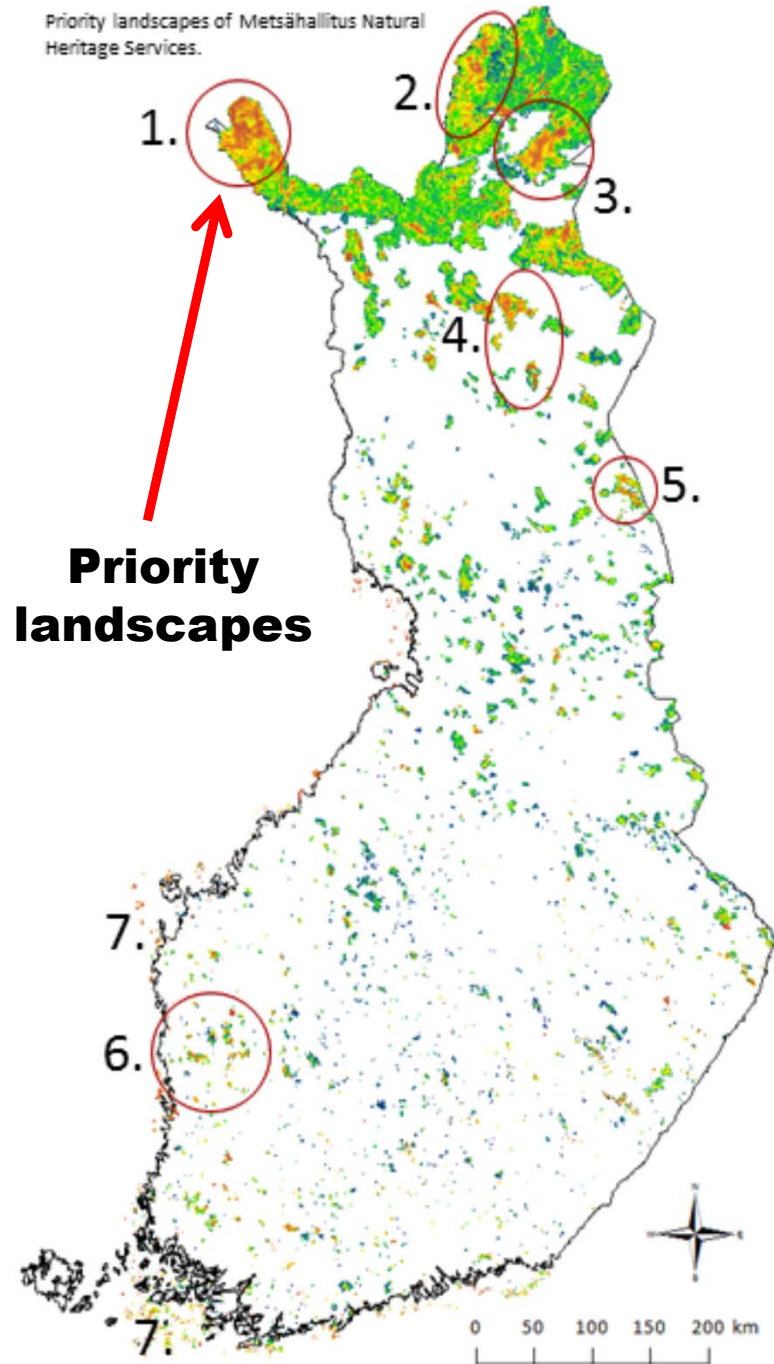 Priority landscapes of Metsähallitus Natural
Heritage Services.
1.
2.
3.
4.
5.
Priority
landscapes
7.
6.
N
W
E
S
7.
0 50 100 150 200 km